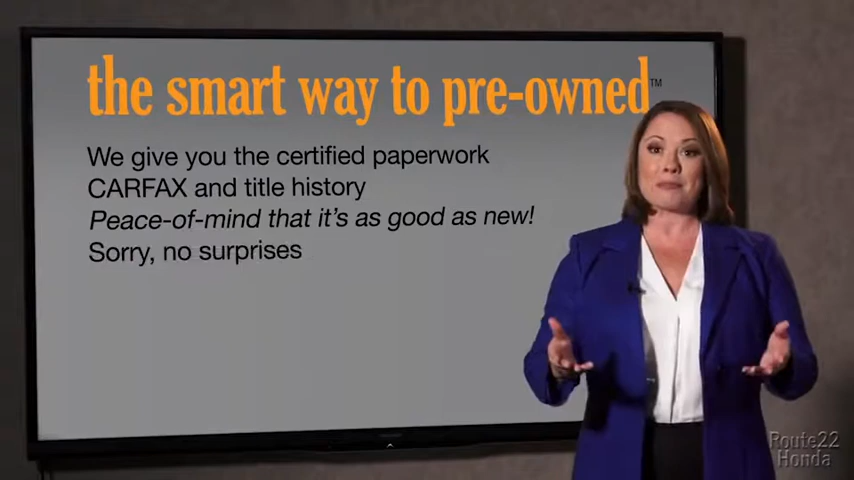 the smart way to pre-owned™
We give you the certified paperwork
CARFAX and title history
Peace-of-mind that it's as good as new!
Sorry, no surprises
Route22
Honda